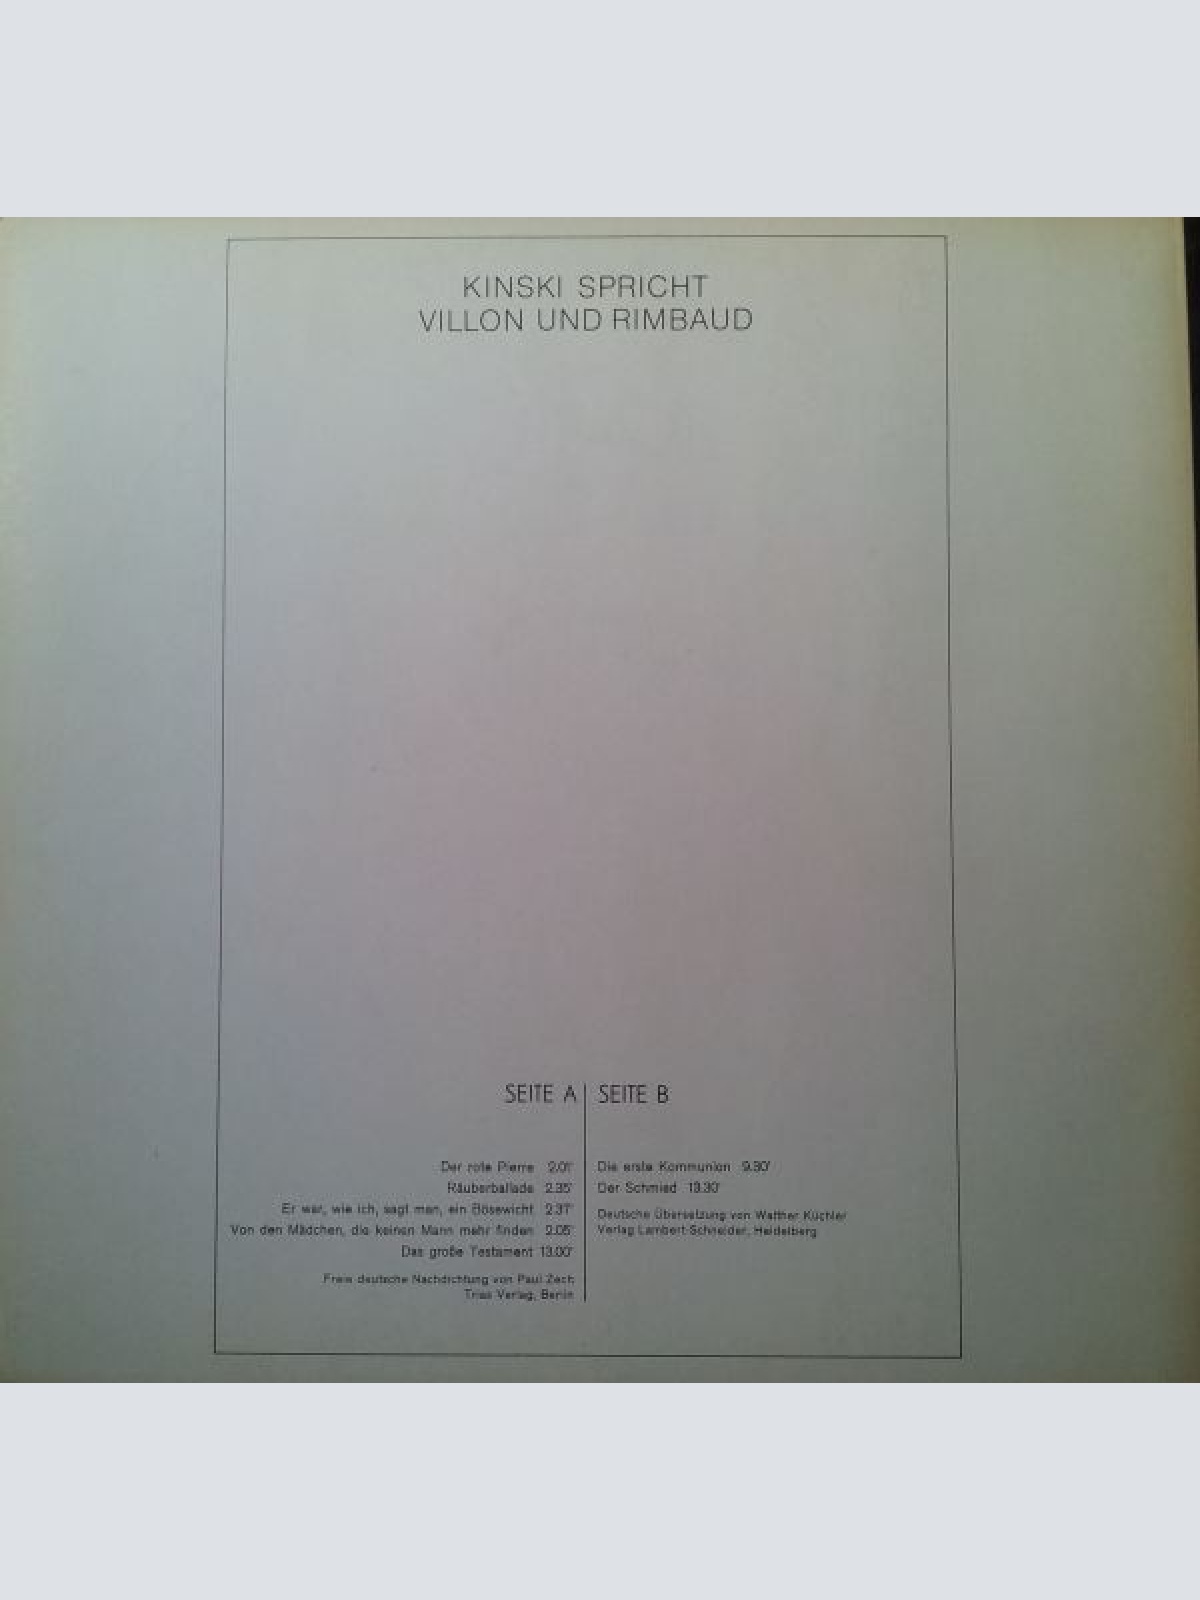 KINSKI SPRICHT
VILLON UND RIMBAUD
SEITE A
Der rote Pierre 2.01'
Räuberballade 2.35'
Er war, wie ich, sagt man, ein Bösewicht 2.37'
Von den Mädchen, die keinen Mann mehr finden 2.05'
Das große Testament 13.00'
Freie deutsche Nachdichtung von Paul Zech
Trias Verlag, Berlin
SEITE B
Die erste Kommunion 9.30'
Der Schmied 13.30'
Deutsche Übersetzung von Walther Küchler
Verlag Lambert Schneider, Heidelberg